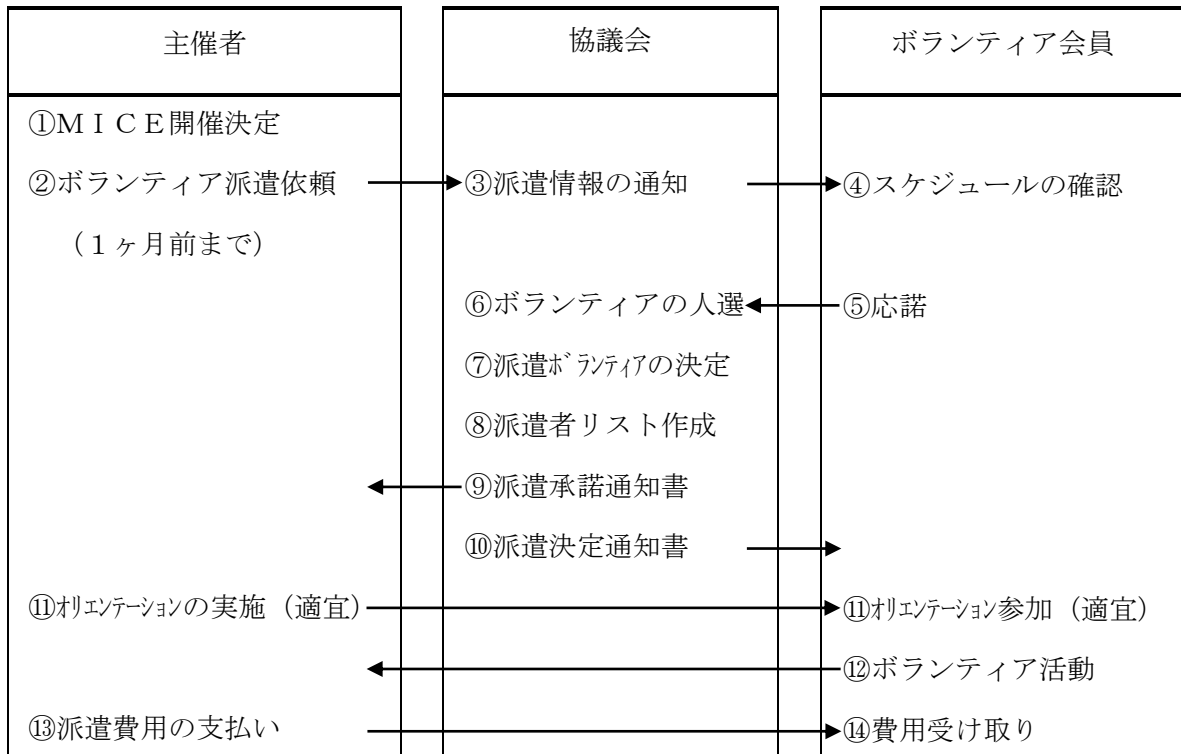 主催者 協議会 ボランティア会員
①ＭＩＣＥ開催決定
②ボランティア派遣依頼 ③派遣情報の通知 ④スケジュールの確認
（１ヶ月前まで）
⑥ボランティアの人選 ⑤応諾
⑦派遣ﾎﾞﾗﾝﾃｨｱの決定
⑧派遣者リスト作成
⑨派遣承諾通知書
⑩派遣決定通知書
⑪ｵﾘｴﾝﾃｰｼｮﾝの実施（適宜） ⑪ｵﾘｴﾝﾃｰｼｮﾝ参加（適宜）
⑫ボランティア活動
⑬派遣費用の支払い ⑭費用受け取り